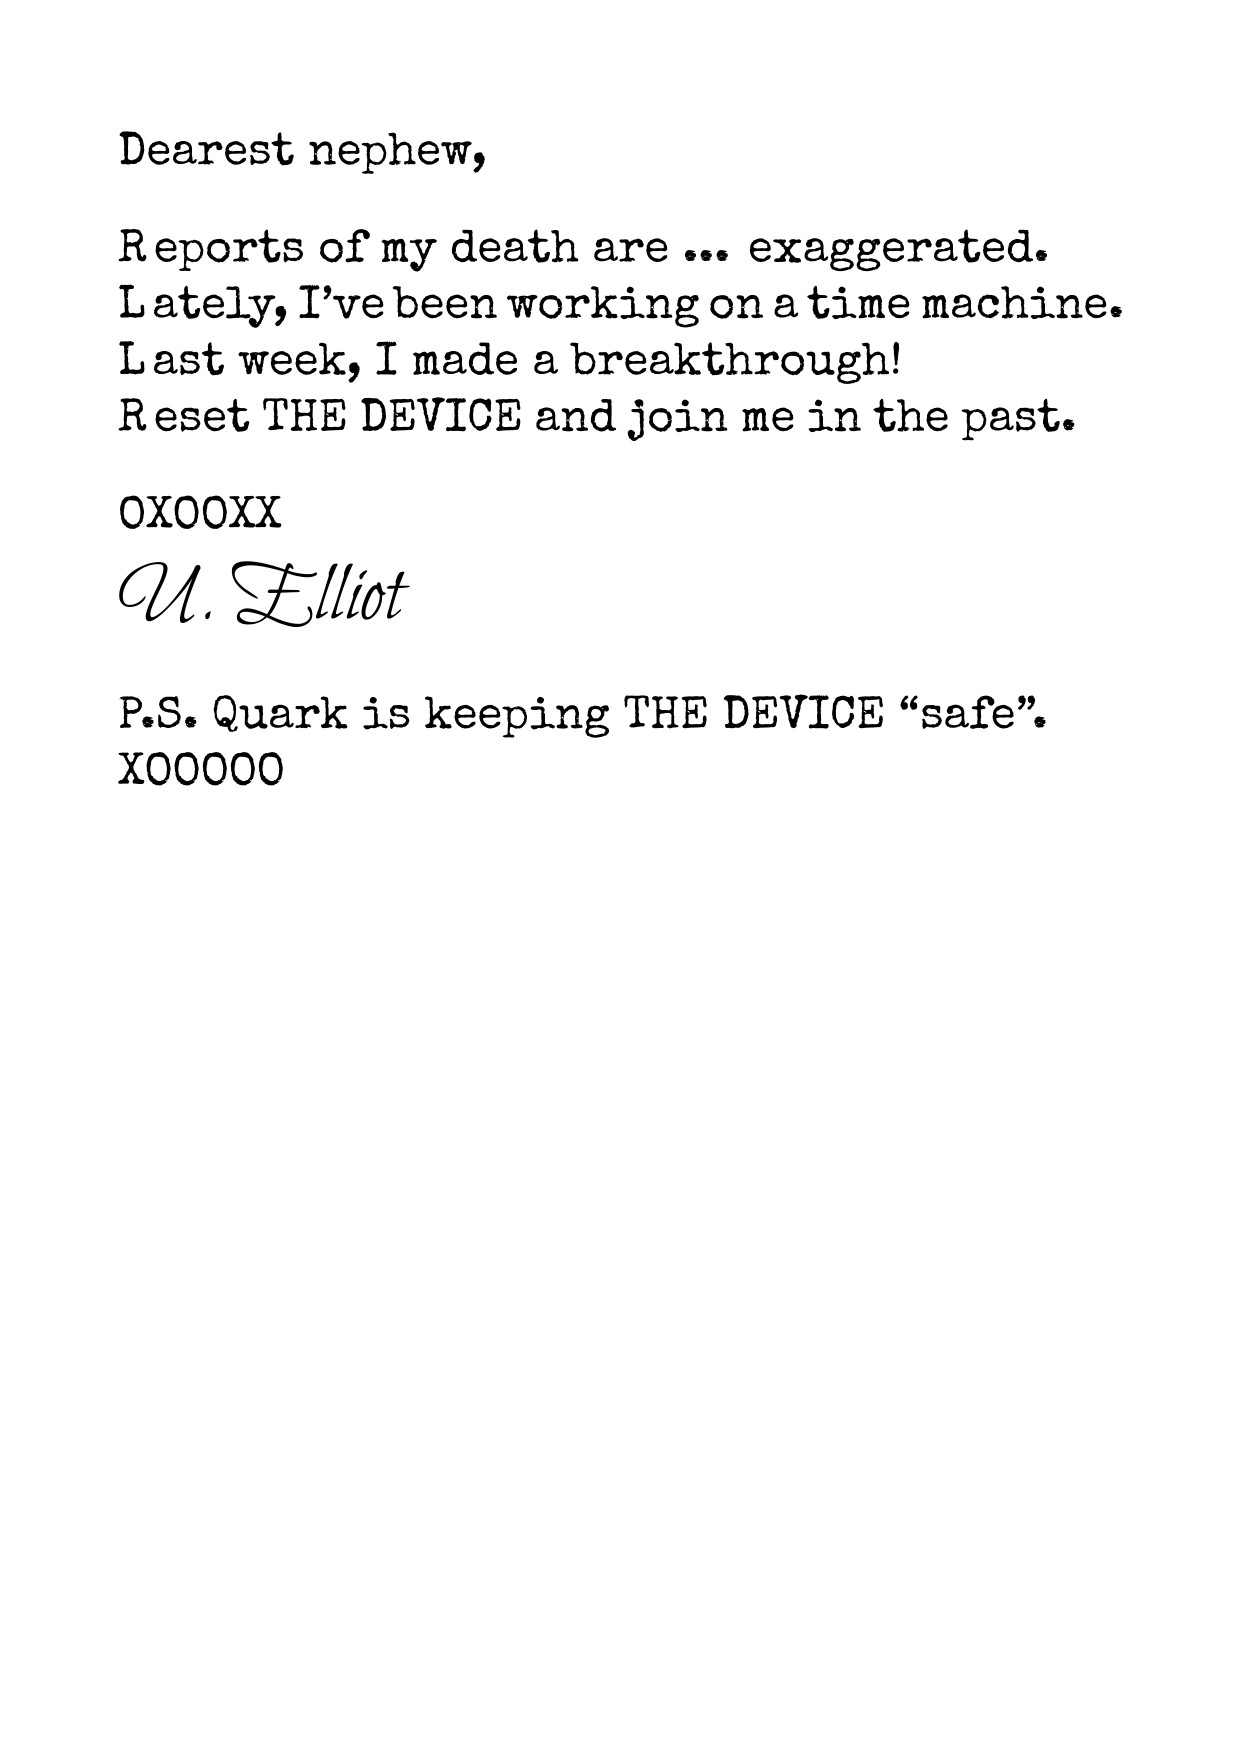 Dearest nephew,
Reports of my death are ... exaggerated.
Lately, I’ve been working on a time machine.
Last week, I made a breakthrough!
Reset THE DEVICE and join me in the past.
OXOOXX
U. Elliot
P.S. Quark is keeping THE DEVICE “safe”.
XOOOOO